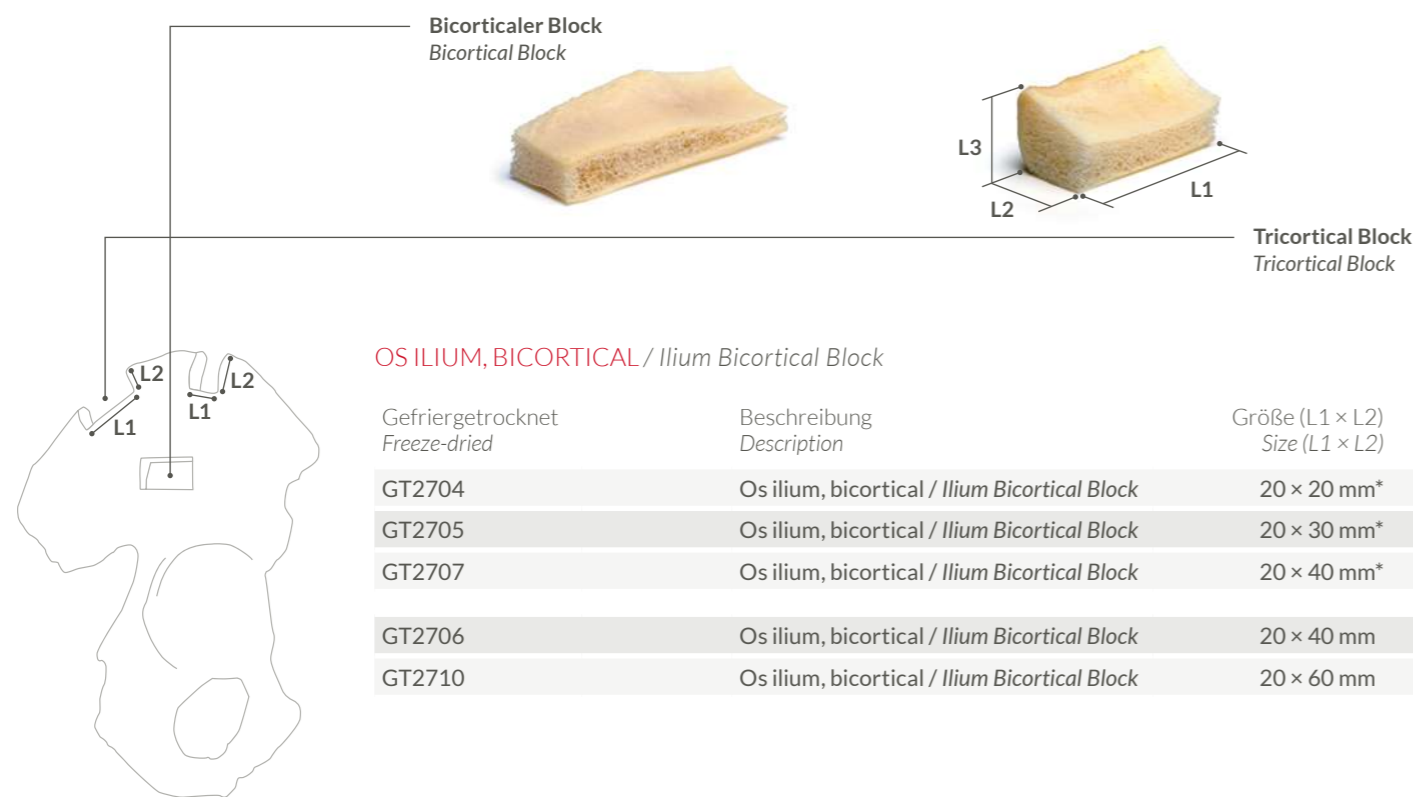 Bicorticaler Block
Bicortical Block
L3
L2
L1
Tricortical Block
Tricortical Block
L2
L1
L1
L2
OS ILIUM, BICORTICAL / Ilium Bicortical Block
Gefriergetrocknet Beschreibung Größe (L1 × L2)
Freeze-dried Description Size (L1 × L2)
GT2704 Os ilium, bicortical / Ilium Bicortical Block 20 × 20 mm*
GT2705 Os ilium, bicortical / Ilium Bicortical Block 20 × 30 mm*
GT2707 Os ilium, bicortical / Ilium Bicortical Block 20 × 40 mm*
GT2706 Os ilium, bicortical / Ilium Bicortical Block 20 × 40 mm
GT2710 Os ilium, bicortical / Ilium Bicortical Block 20 × 60 mm